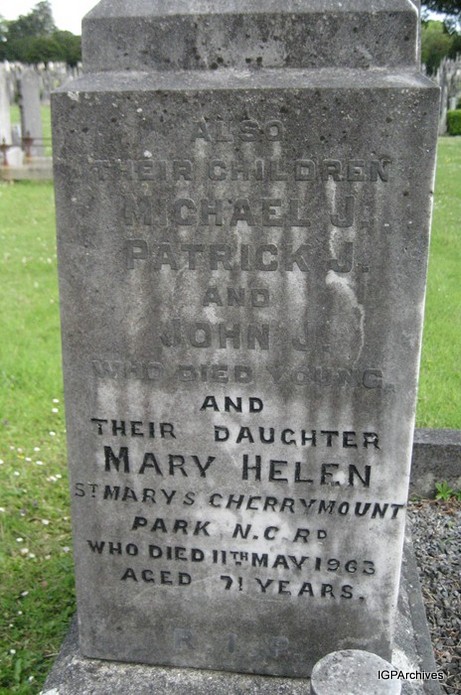 ALSO
THEIR CHILDREN
MICHAEL J.
PATRICK J.
AND
JOHN J.
WHO DIED YOUNG,
AND
THEIR DAUGHTER
MARY HELEN
ST MARYS CHERRYMOUNT
PARK N.C. RD
WHO DIED 11TH MAY 1963
AGED 71 YEARS.
R.I.P.
IGPArchives